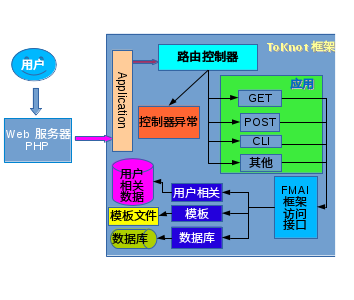 ToKnot 框架
用户
Web 服务器
PHP
Application
路由控制器
控制器异常
应用
GET
POST
CLI
其他
FMAI
框架
访问
接口
用户相关
模板
数据库
用户
相关
数据
模板文件
数据库